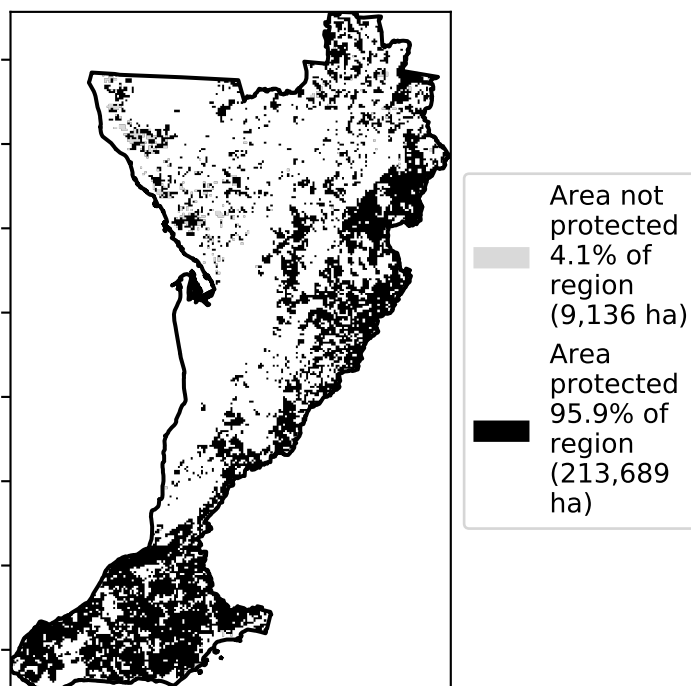 Area not
protected
4.1% of
region
(9,136 ha)
Area
protected
95.9% of
region
(213,689
ha)